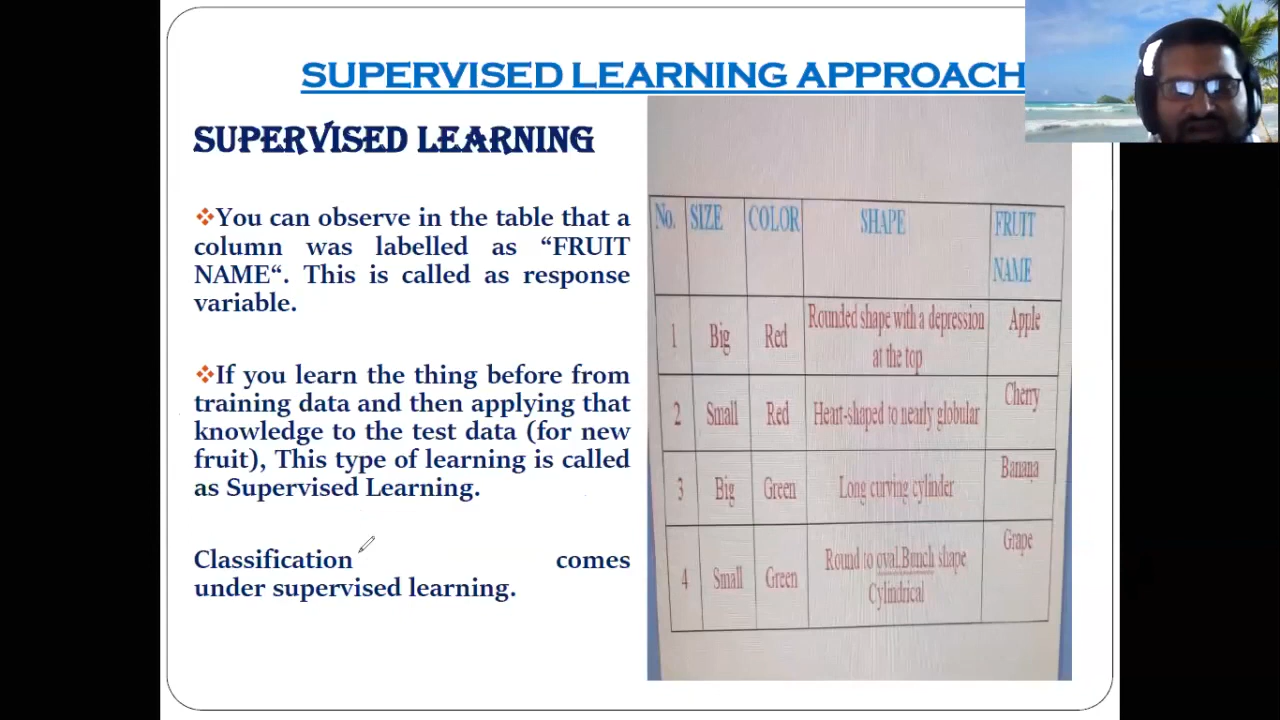 SUPERVISED LEARNING APPROACH
SUPERVISED LEARNING
You can observe in the table that a
column was labelled as “FRUIT
NAME“. This is called as response
variable.
If you learn the thing before from
training data and then applying that
knowledge to the test data (for new
fruit), This type of learning is called
as Supervised Learning.
Classification comes
under supervised learning.
No. SIZE COLOR SHAPE FRUIT
NAME
1 Big Red Rounded shape with a depression
at the top Apple
2 Small Red Heart-shaped to nearly globular Cherry
3 Big Green Long curving cylinder Banana
4 Small Green Round to oval.Bunch shape
Cylindrical Grape